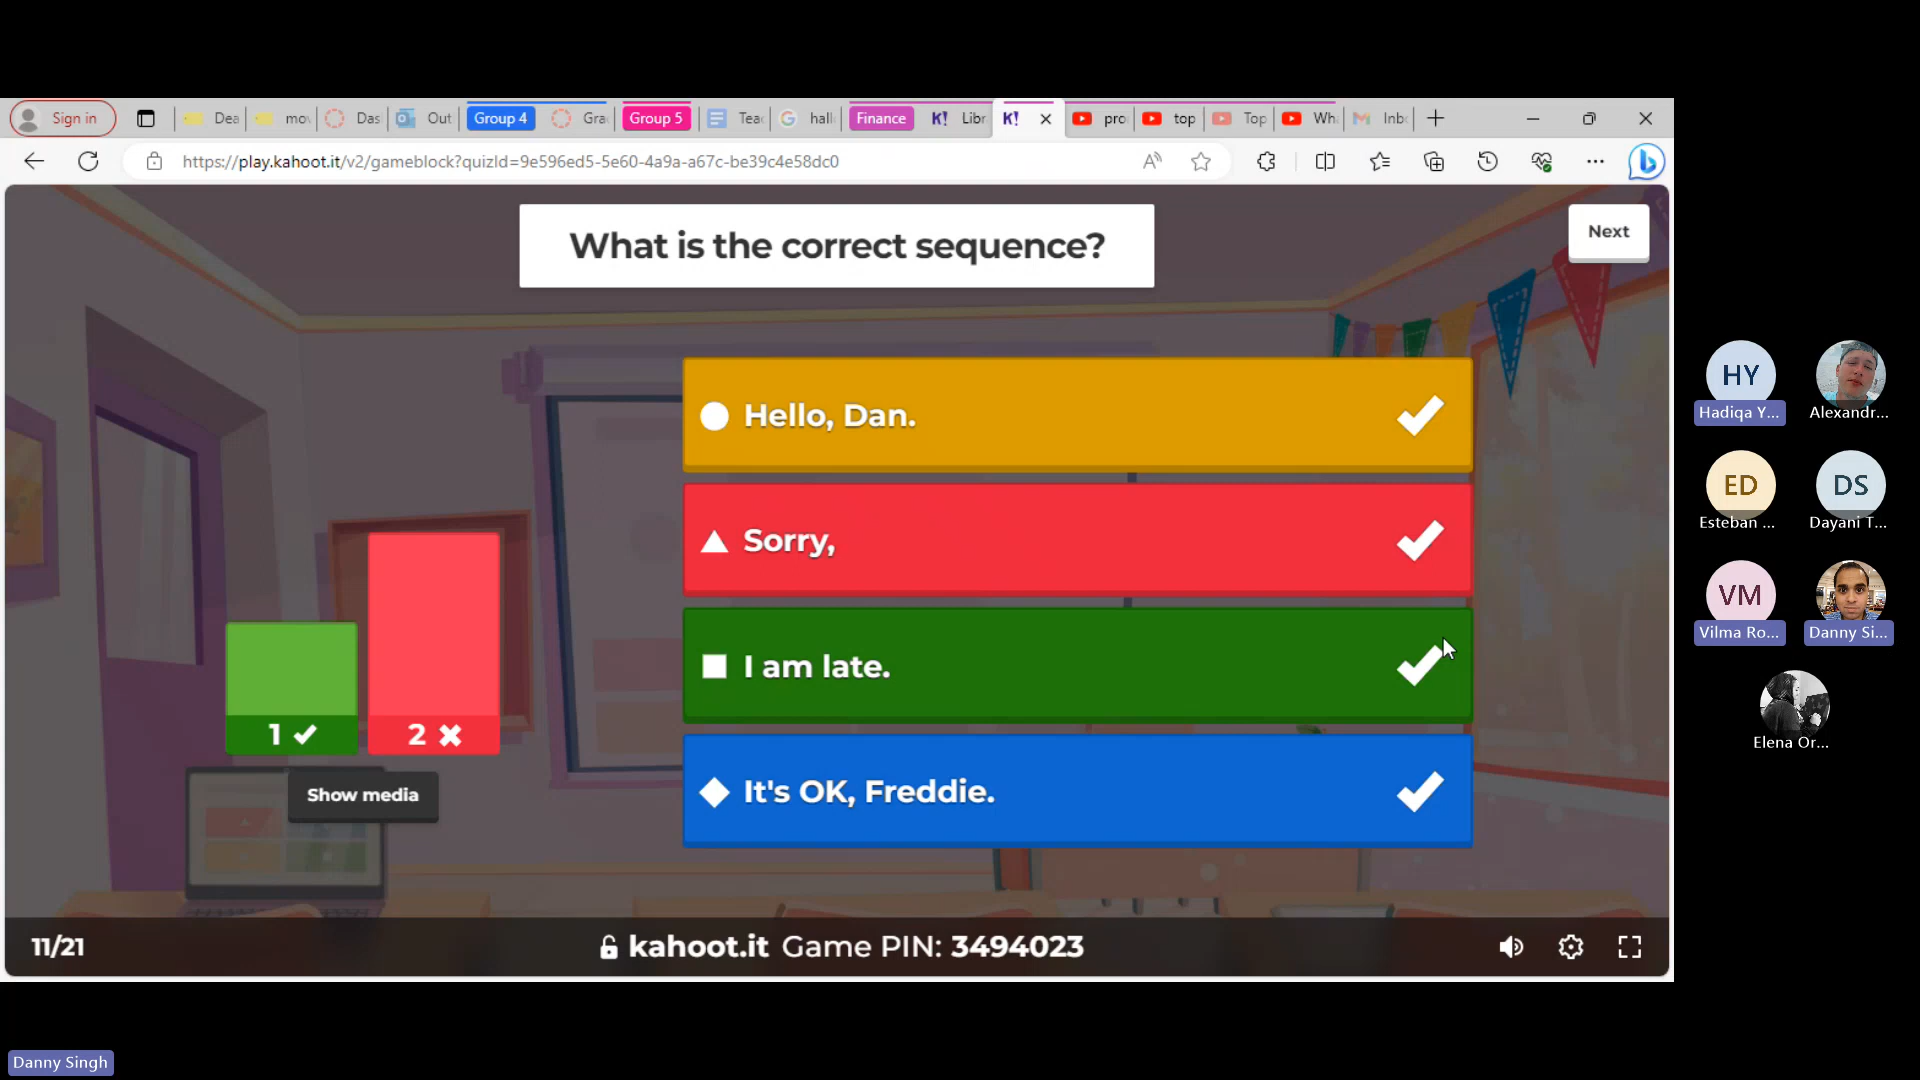 Sign in
Dea
mov
Das
Out
Group 4
Gra
Group 5
Tea
hall
Finance
K! Libr
K!
pro
top
Top
Wh
Inb
https://play.kahoot.it/v2/gameblock?quizId=9e596ed5-5e60-4a9a-a67c-be39c4e58dc0
What is the correct sequence?
Next
Hello, Dan.
Sorry,
I am late.
It's OK, Freddie.
1
2
Show media
11/21
kahoot.it Game PIN: 3494023
HY
Hadiqa Y...
Alexandr...
ED
Esteban ...
DS
Dayani T...
VM
Vilma Ro...
Danny Si...
Elena Or...
Danny Singh